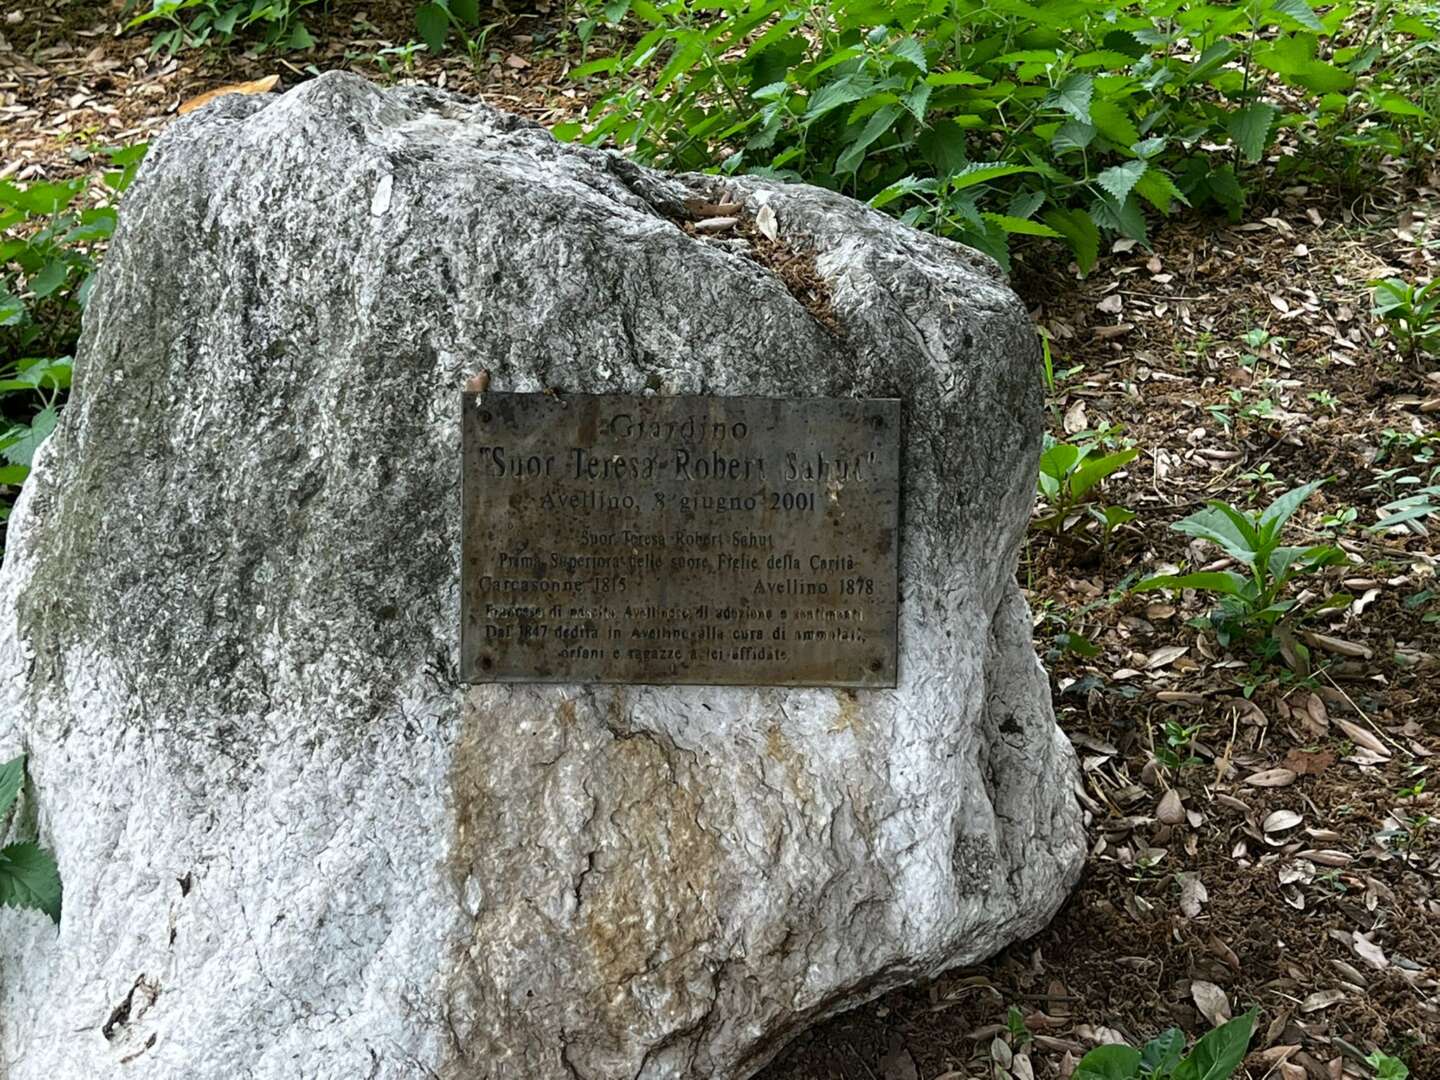 Giardino
"Suor Teresa Robert Sahut"
Avellino, 8 giugno 2001
Suor Teresa Robert Sahut
Prima Superiora delle suore Figlie della Carità
Carcasonne 1815 Avellino 1878
Francese di nascita Avellinese di adozione e sentimenti
Dal 1847 dedita in Avellino alla cura di ammalati,
orfani e ragazze a lei affidate